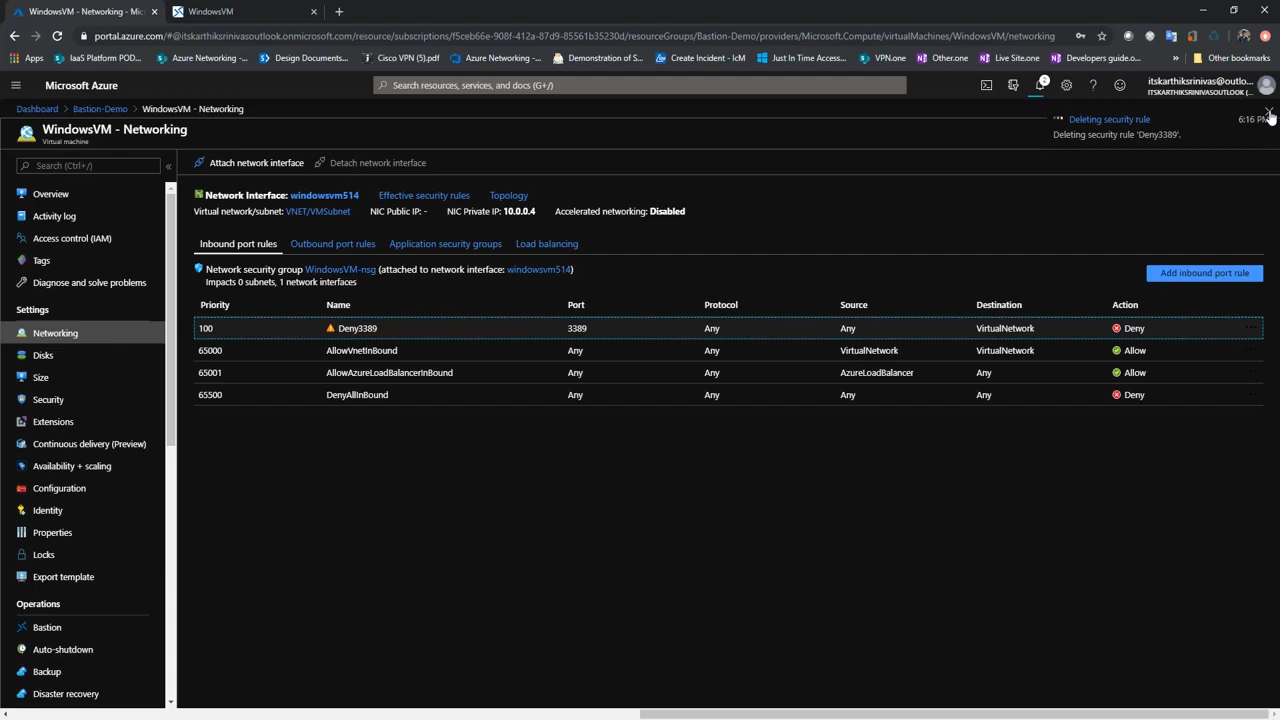 WindowsVM - Networking - Mic
WindowsVM
portal.azure.com/#@itskarthiksrinivasoutlook.onmicrosoft.com/resource/subscriptions/f5ceb66e-908f-412a-87d9-85561b35230d/resourceGroups/Bastion-Demo/providers/Microsoft.Compute/virtualMachines/WindowsVM/networking
Apps IaaS Platform POD... Azure Networking -... Design Documents... Cisco VPN (5).pdf Azure Networking -... Demonstration of S... Create Incident - IcM Just In Time Access... VPN.one Other.one Live Site.one Developers guide.o... » Other bookmarks
Microsoft Azure
Search resources, services, and docs (G+/)
2
itskarthiksrinivas@outlo...
ITSKARTHIKSRINIVASOUTLOOK (...
Dashboard > Bastion-Demo > WindowsVM - Networking
WindowsVM - Networking
Virtual machine
Deleting security rule 6:16 PM
Deleting security rule 'Deny3389'.
Search (Ctrl+/) «
Overview
Activity log
Access control (IAM)
Tags
Diagnose and solve problems
Settings
Networking
Disks
Size
Security
Extensions
Continuous delivery (Preview)
Availability + scaling
Configuration
Identity
Properties
Locks
Export template
Operations
Bastion
Auto-shutdown
Backup
Disaster recovery
Attach network interface Detach network interface
Network Interface: windowsvm514 Effective security rules Topology
Virtual network/subnet: VNET/VMSubnet NIC Public IP: - NIC Private IP: 10.0.0.4 Accelerated networking: Disabled
Inbound port rules Outbound port rules Application security groups Load balancing
Network security group WindowsVM-nsg (attached to network interface: windowsvm514)
Impacts 0 subnets, 1 network interfaces
Add inbound port rule
Priority Name Port Protocol Source Destination Action
100 Deny3389 3389 Any Any VirtualNetwork Deny ...
65000 AllowVnetInBound Any Any VirtualNetwork VirtualNetwork Allow ...
65001 AllowAzureLoadBalancerInBound Any Any AzureLoadBalancer Any Allow ...
65500 DenyAllInBound Any Any Any Any Deny ...